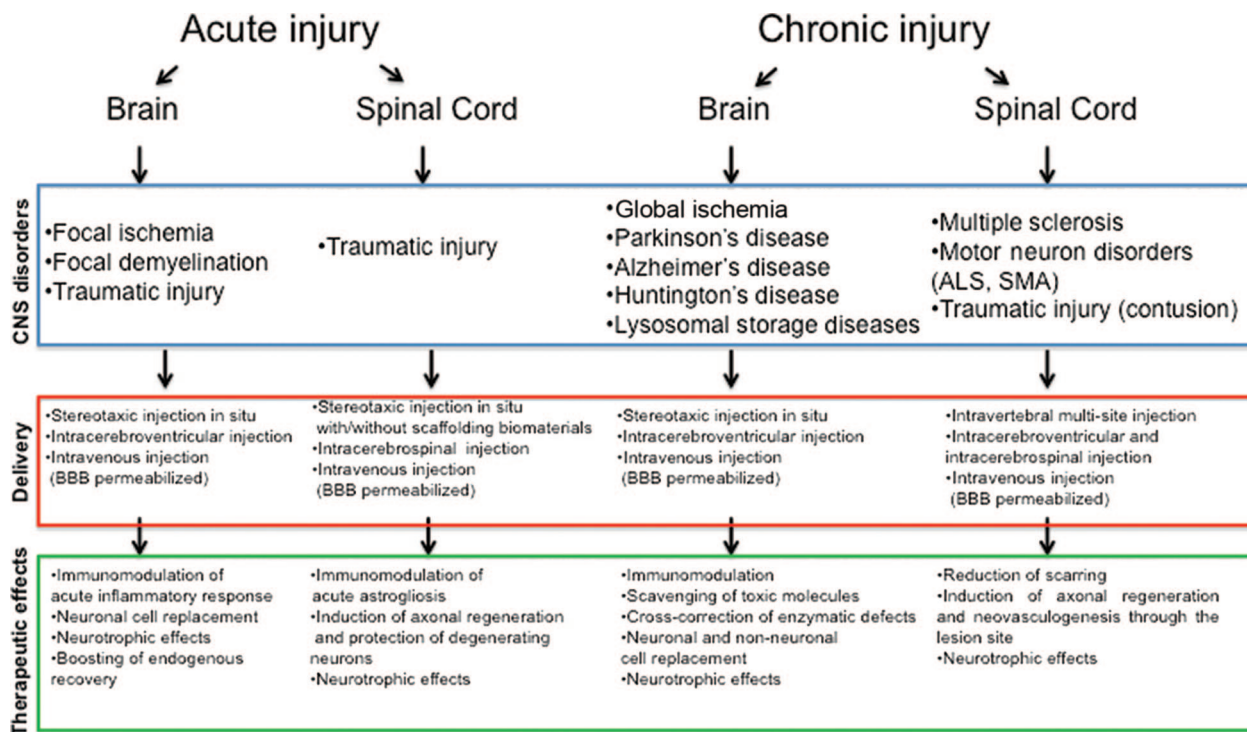 Acute injury
Chronic injury
Brain
Spinal Cord
Brain
Spinal Cord
CNS disorders
•Focal ischemia
•Focal demyelination
•Traumatic injury
•Traumatic injury
•Global ischemia
•Parkinson's disease
•Alzheimer's disease
•Huntington's disease
•Lysosomal storage diseases
•Multiple sclerosis
•Motor neuron disorders
(ALS, SMA)
•Traumatic injury (contusion)
Delivery
•Stereotaxic injection in situ
•Intracerebroventricular injection
•Intravenous injection
(BBB permeabilized)
•Stereotaxic injection in situ
with/without scaffolding biomaterials
•Intracerebrospinal injection
•Intravenous injection
(BBB permeabilized)
•Stereotaxic injection in situ
•Intracerebroventricular injection
•Intravenous injection
(BBB permeabilized)
•Intravertebral multi-site injection
•Intracerebroventricular and
intracerebrospinal injection
•Intravenous injection
(BBB permeabilized)
Therapeutic effects
•Immunomodulation of
acute inflammatory response
•Neuronal cell replacement
•Neurotrophic effects
•Boosting of endogenous
recovery
•Immunomodulation of
acute astrogliosis
•Induction of axonal regeneration
and protection of degenerating
neurons
•Neurotrophic effects
•Immunomodulation
•Scavenging of toxic molecules
•Cross-correction of enzymatic defects
•Neuronal and non-neuronal
cell replacement
•Neurotrophic effects
•Reduction of scarring
•Induction of axonal regeneration
and neovasculogenesis through the
lesion site
•Neurotrophic effects